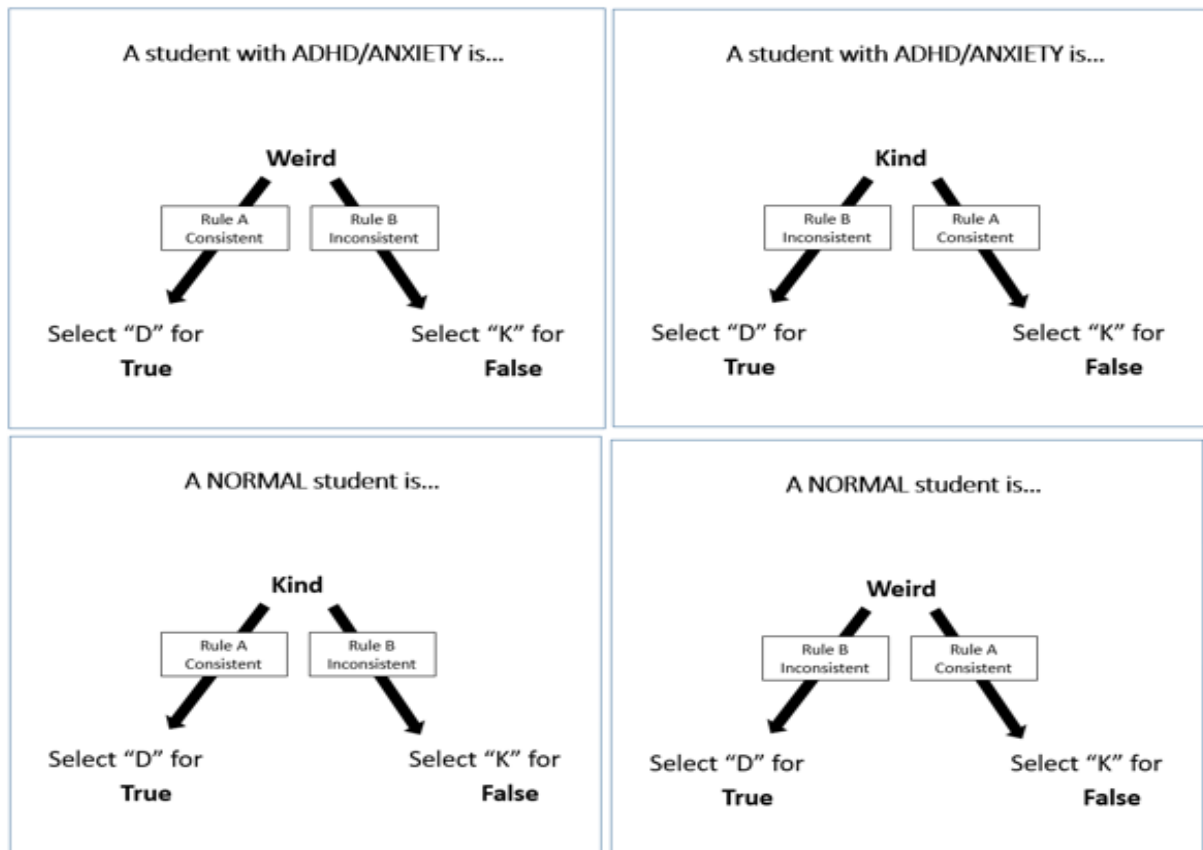 A student with ADHD/ANXIETY is...
Weird
Rule A
Consistent
Rule B
Inconsistent
Select “D” for
True
Select “K” for
False
A student with ADHD/ANXIETY is...
Kind
Rule B
Inconsistent
Rule A
Consistent
Select “D” for
True
Select “K” for
False
A NORMAL student is...
Kind
Rule A
Consistent
Rule B
Inconsistent
Select “D” for
True
Select “K” for
False
A NORMAL student is...
Weird
Rule B
Inconsistent
Rule A
Consistent
Select “D” for
True
Select “K” for
False